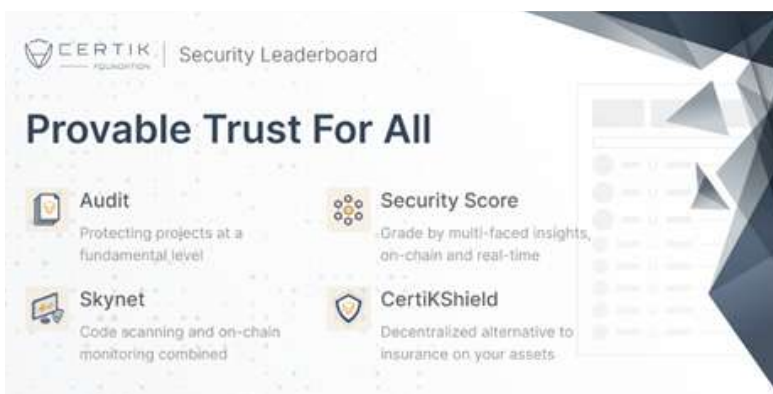 CERTIK
FOUNDATION
Security Leaderboard
Provable Trust For All
Audit
Protecting projects at a
fundamental level
Security Score
Grade by multi-faced insights,
on-chain and real-time
Skynet
Code scanning and on-chain
monitoring combined
CertiKShield
Decentralized alternative to
insurance on your assets